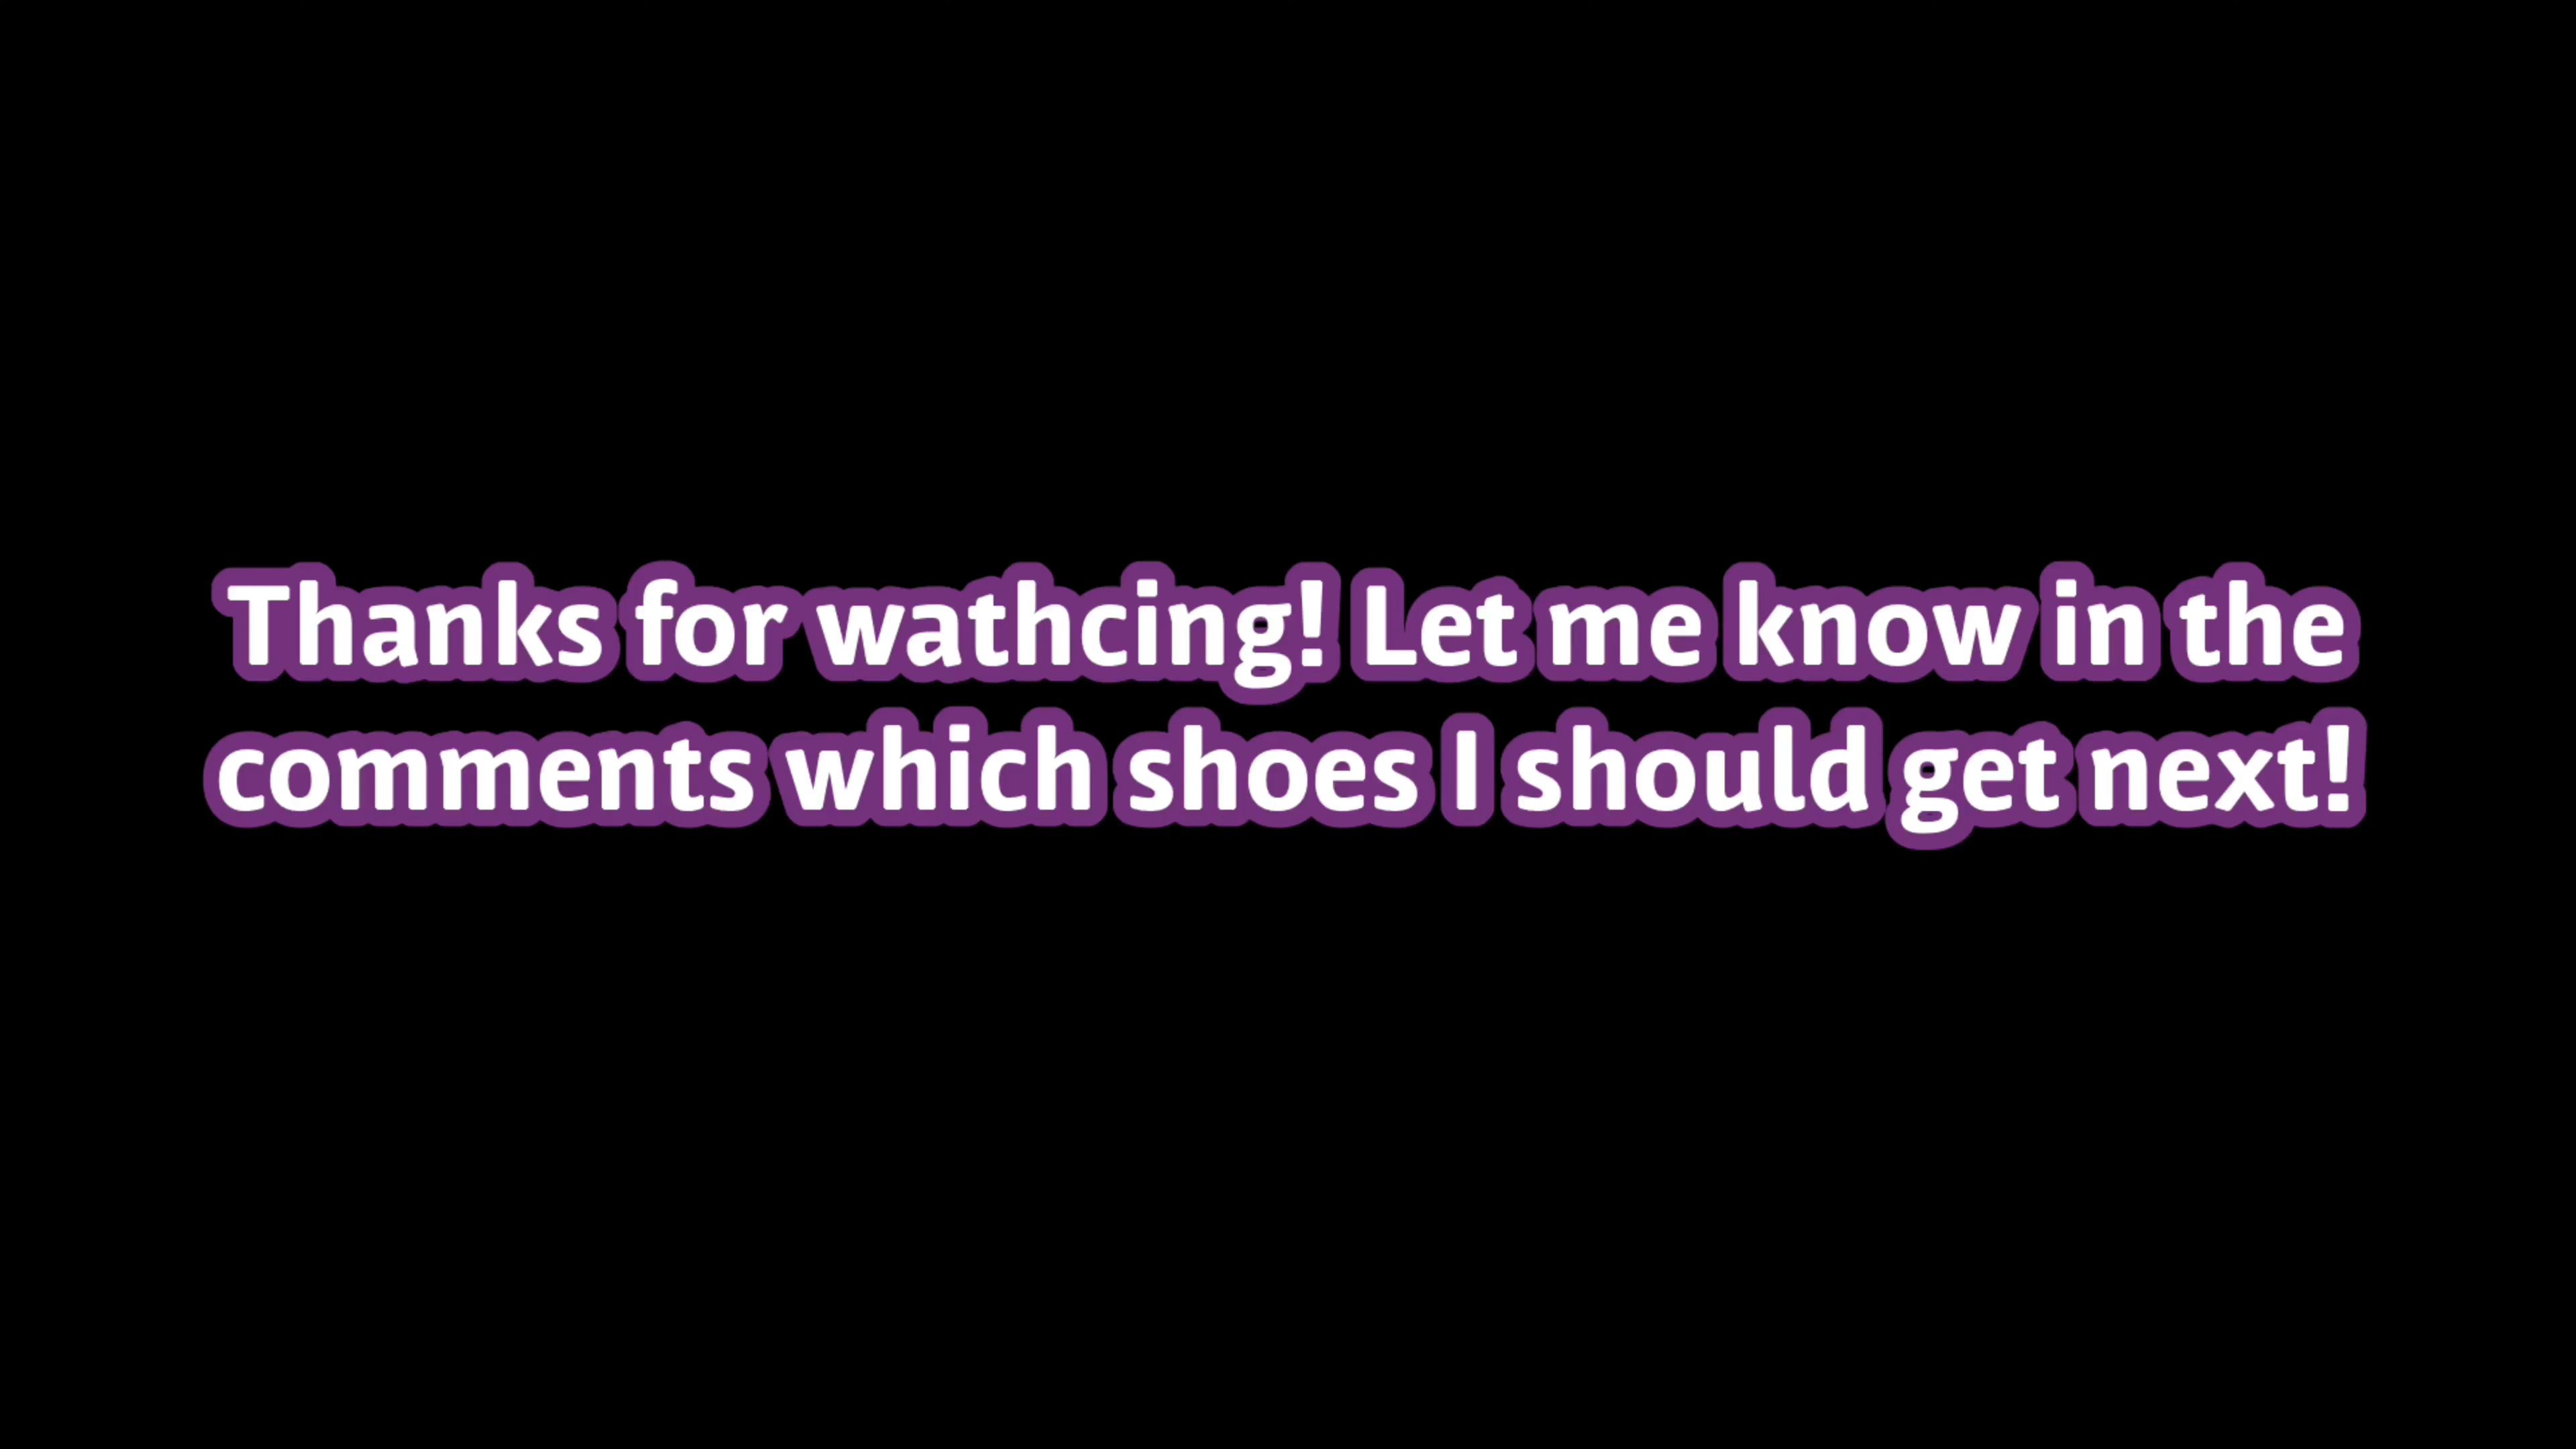 Thanks for wathcing! Let me know in the
comments which shoes I should get next!